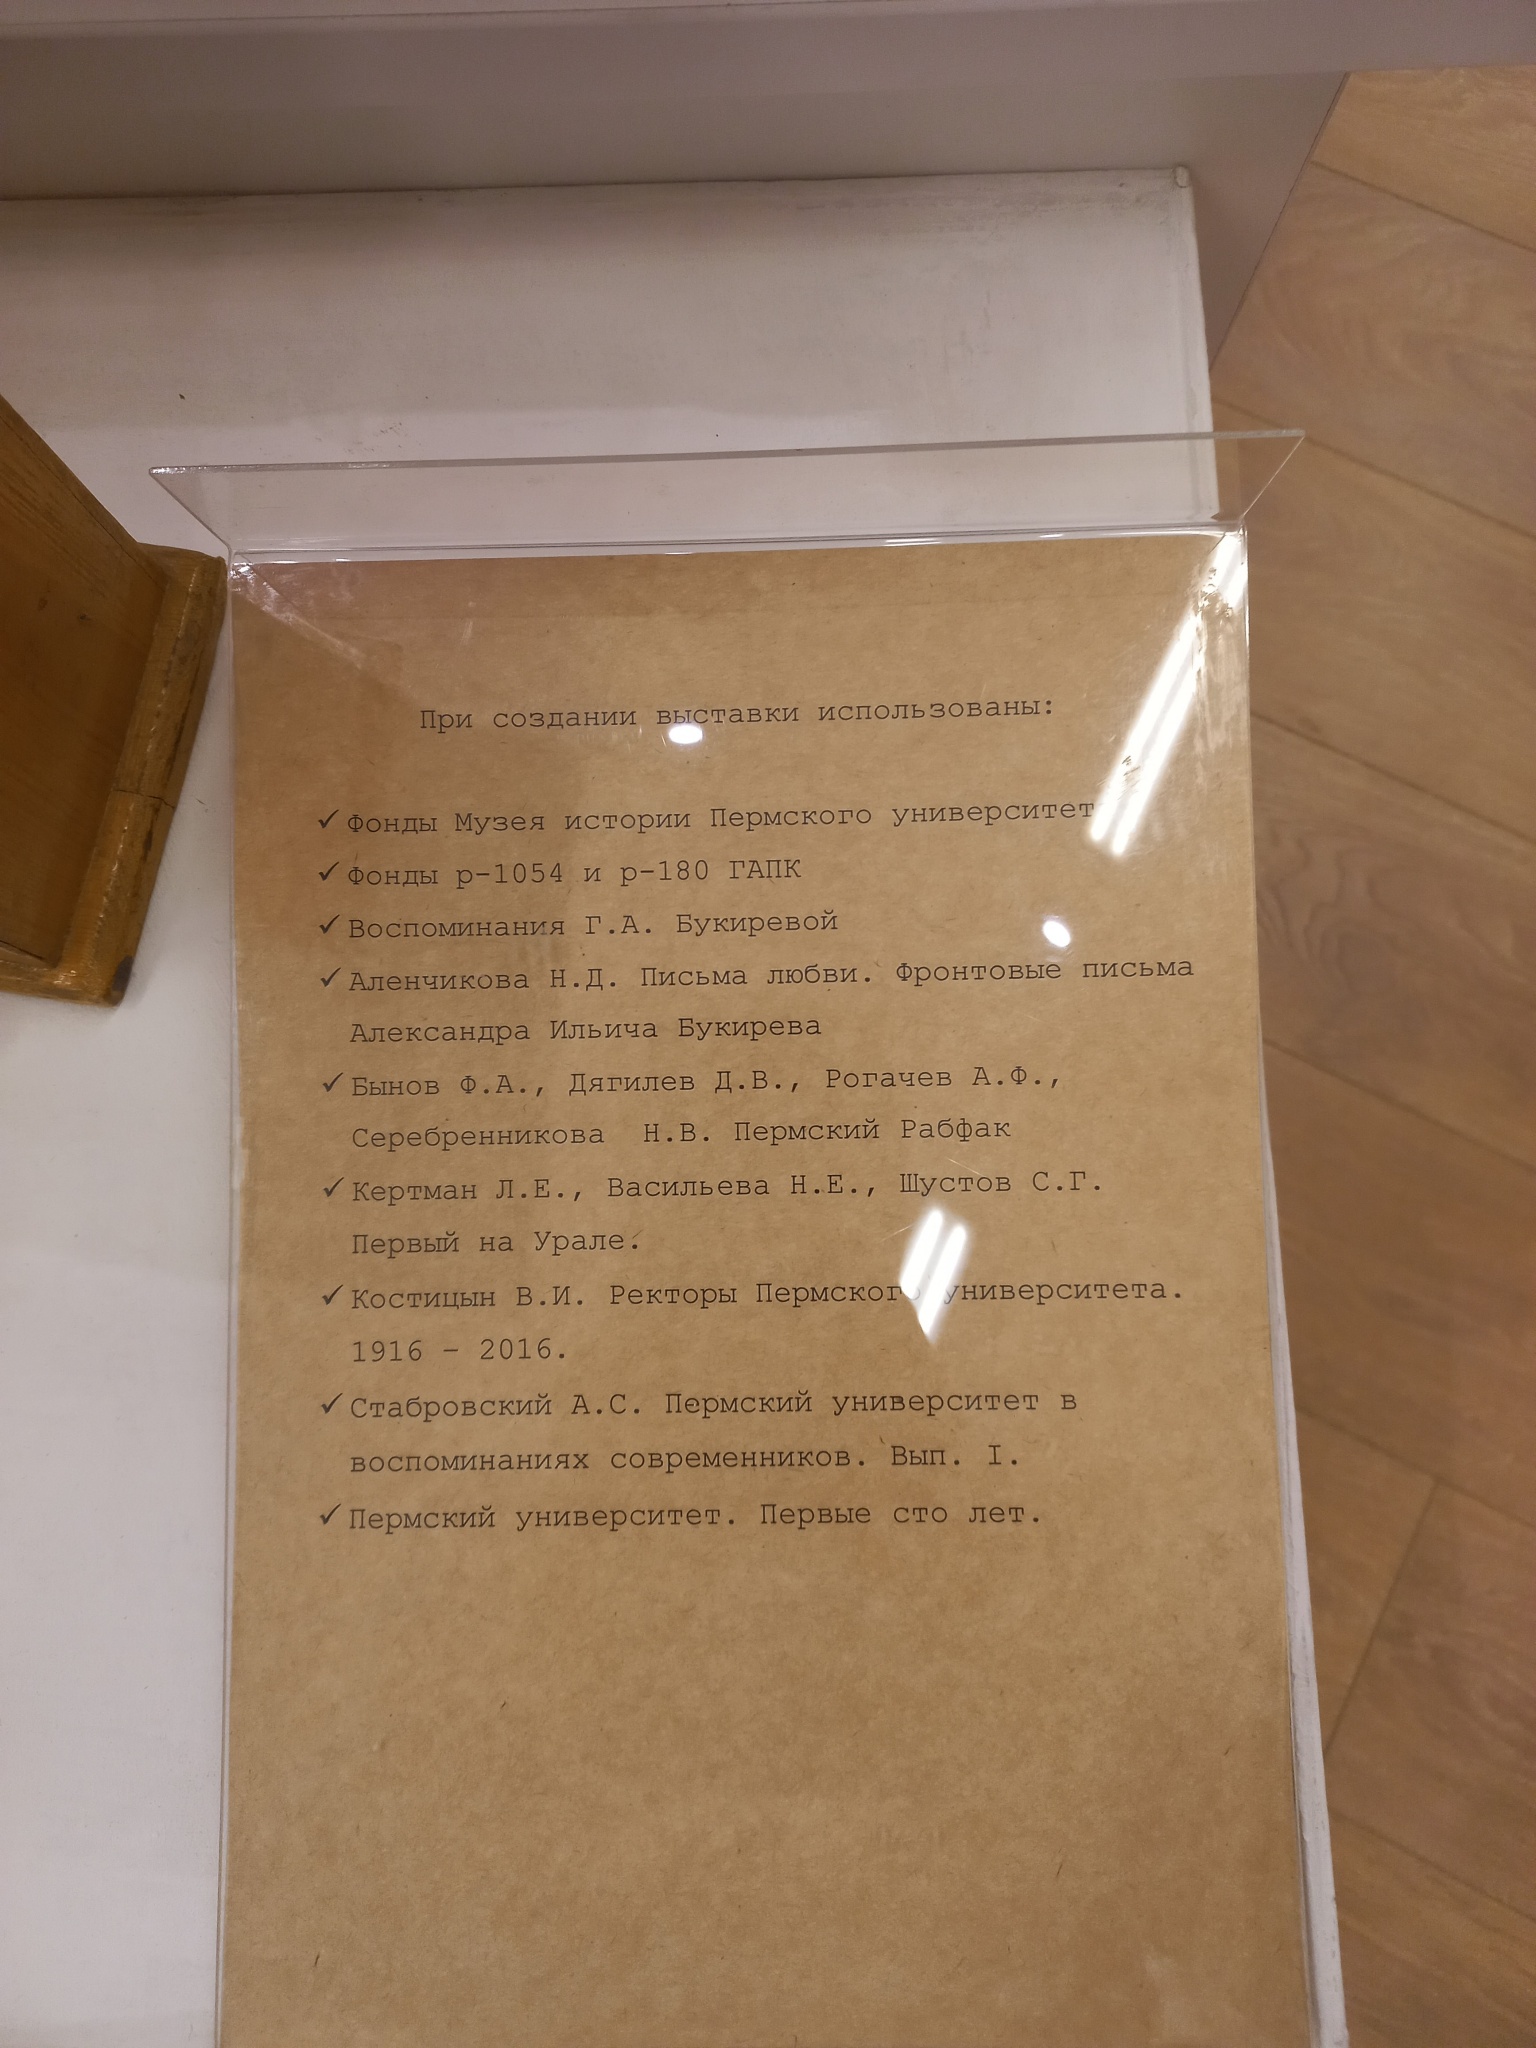 При создании выставки использованы:
✓ Фонды Музея истории Пермского университета
✓ Фонды р-1054 и р-180 ГАПК
✓ Воспоминания Г.А. Букиревой
✓ Аленчикова Н.Д. Письма любви. Фронтовые письма
Александра Ильича Букирева
✓ Бынов Ф.А., Дягилев Д.В., Рогачев А.Ф.,
Серебренникова Н.В. Пермский Рабфак
✓ Кертман Л.Е., Васильева Н.Е., Шустов С.Г.
Первый на Урале.
✓ Костицын В.И. Ректоры Пермского университета.
1916 – 2016.
✓ Стабровский А.С. Пермский университет в
воспоминаниях современников. Вып. I.
✓ Пермский университет. Первые сто лет.